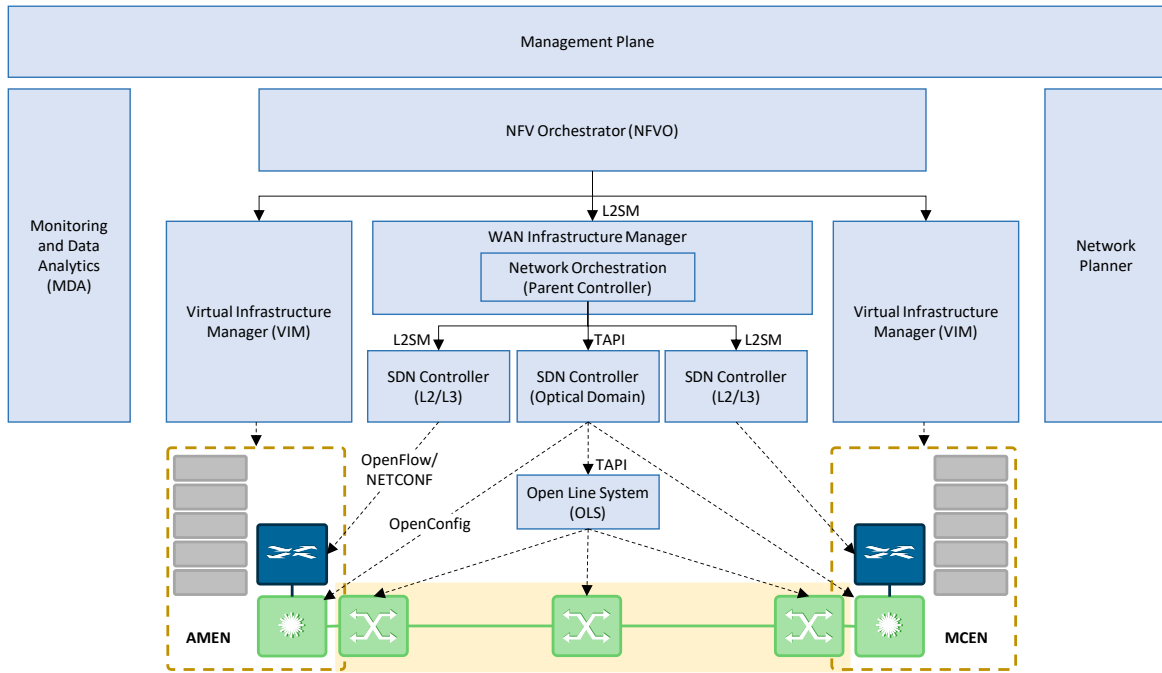 Management Plane
NFV Orchestrator (NFVO)
Monitoring
and Data
Analytics
(MDA)
Network
Planner
L2SM
WAN Infrastructure Manager
Network Orchestration
(Parent Controller)
Virtual Infrastructure
Manager (VIM)
Virtual Infrastructure
Manager (VIM)
L2SM
TAPI
L2SM
SDN Controller
(L2/L3)
SDN Controller
(Optical Domain)
SDN Controller
(L2/L3)
OpenFlow/
NETCONF
TAPI
Open Line System
(OLS)
OpenConfig
AMEN
MCEN